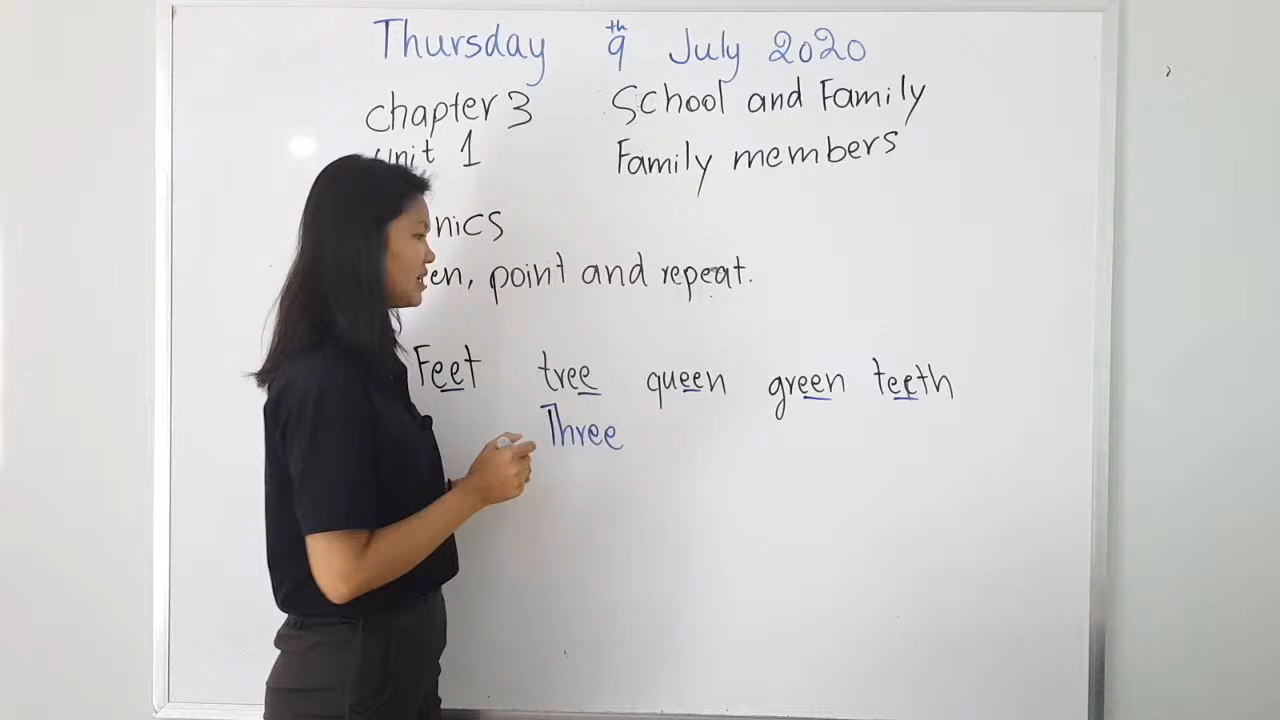 Thursday 9th July 2020
chapter 3 School and Family
unit 1 Family members
nics
en, point and repeat.
Feet tree queen green teeth
Three